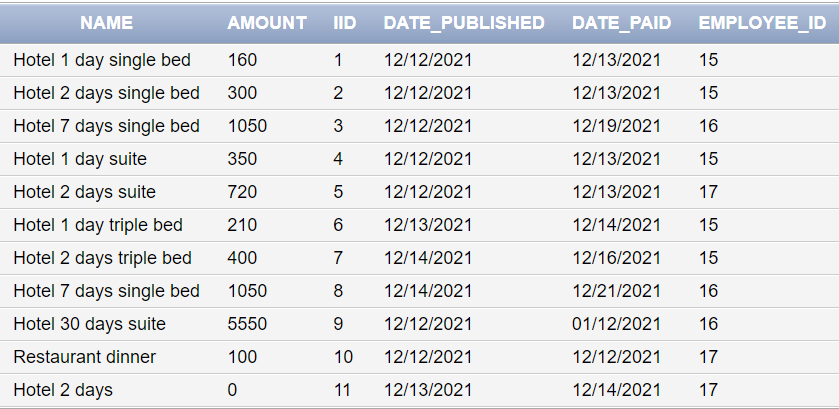 NAME AMOUNT IID DATE_PUBLISHED DATE_PAID EMPLOYEE_ID
Hotel 1 day single bed 160 1 12/12/2021 12/13/2021 15
Hotel 2 days single bed 300 2 12/12/2021 12/13/2021 15
Hotel 7 days single bed 1050 3 12/12/2021 12/19/2021 16
Hotel 1 day suite 350 4 12/12/2021 12/13/2021 15
Hotel 2 days suite 720 5 12/12/2021 12/13/2021 17
Hotel 1 day triple bed 210 6 12/13/2021 12/14/2021 15
Hotel 2 days triple bed 400 7 12/14/2021 12/16/2021 15
Hotel 7 days single bed 1050 8 12/14/2021 12/21/2021 16
Hotel 30 days suite 5550 9 12/12/2021 01/12/2021 16
Restaurant dinner 100 10 12/12/2021 12/12/2021 17
Hotel 2 days 0 11 12/13/2021 12/14/2021 17